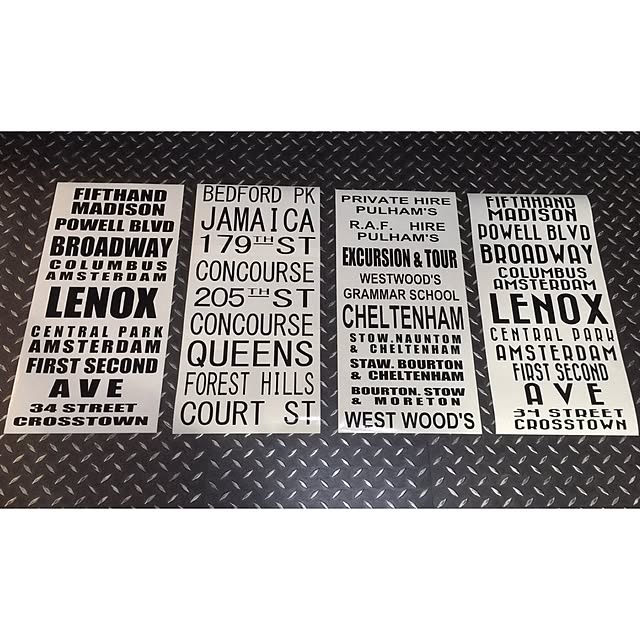 FIFTHAND
MADISON
POWELL BLVD
BROADWAY
COLUMBUS
AMSTERDAM
LENOX
CENTRAL PARK
AMSTERDAM
FIRST SECOND
AVE
34 STREET
CROSSTOWN
BEDFORD PK
JAMAICA
179TH ST
CONCOURSE
205TH ST
CONCOURSE
QUEENS
FOREST HILLS
COURT ST
PRIVATE HIRE
PULHAM'S
R.A.F. HIRE
PULHAM'S
EXCURSION & TOUR
WESTWOOD'S
GRAMMAR SCHOOL
CHELTENHAM
STOW. NAUNTOM
& CHELTENHAM
STAW. BOURTON
& CHELTENHAM
BOURTON. STOW
& MORETON
WEST WOOD'S
FIFTHHAND
MADISON
POWELL BLVD
BROADWAY
COLUMBUS
AMSTERDAM
LENOX
CENTRAL PARK
AMSTERDAM
FIRST SECOND
AVE
34 STREET
CROSSTOWN